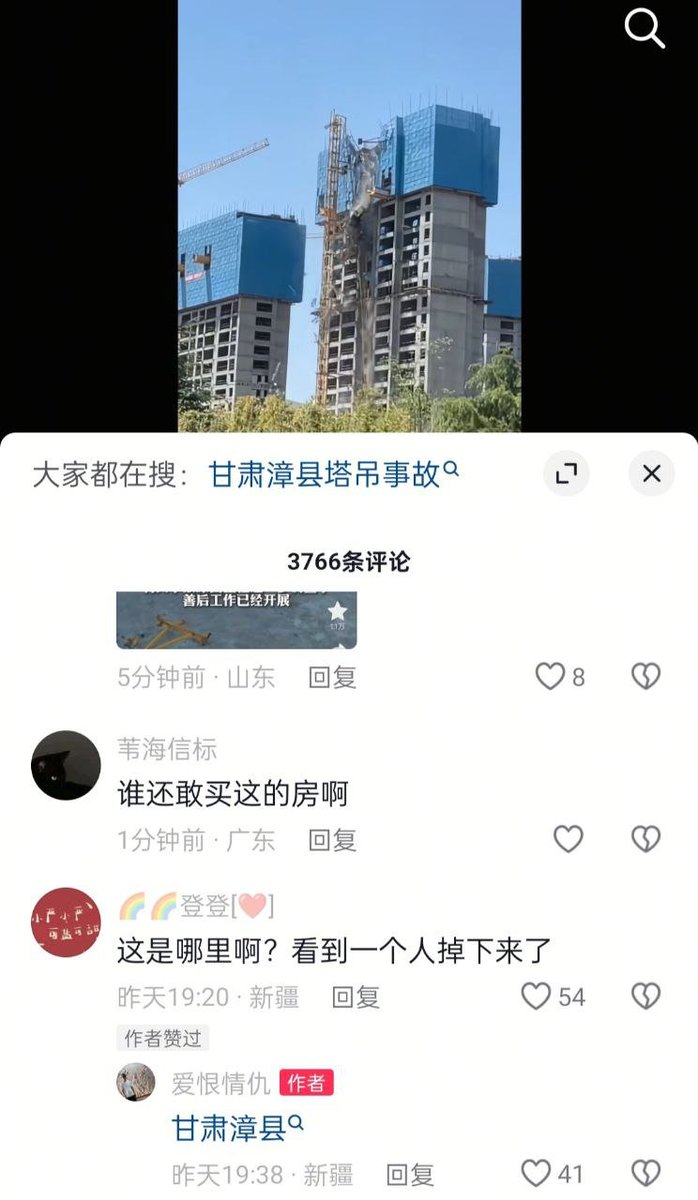 大家都在搜：甘肃漳县塔吊事故
3766条评论
善后工作已经开展
5分钟前 · 山东 回复 8
苇海信标
谁还敢买这的房啊
1分钟前 · 广东 回复
🌈🌈登登[❤️]
这是哪里啊？看到一个人掉下来了
昨天19:20 · 新疆 回复 54
作者赞过
爱恨情仇 作者
甘肃漳县
昨天19:38 · 新疆 回复 41